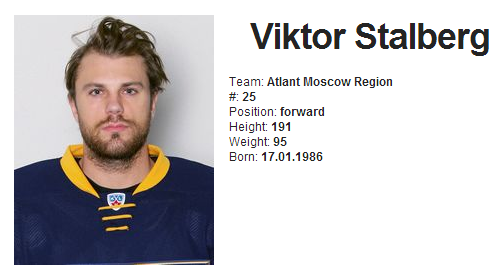 Viktor Stalberg
Team: Atlant Moscow Region
#: 25
Position: forward
Height: 191
Weight: 95
Born: 17.01.1986